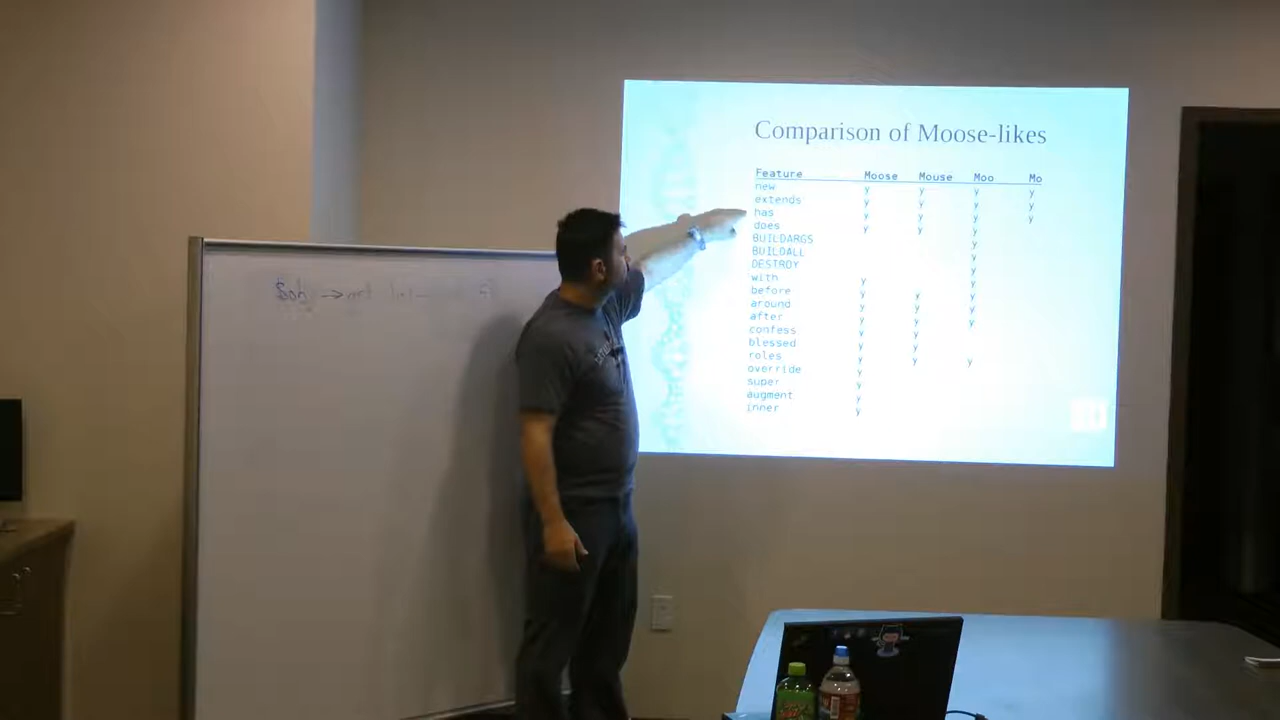 Comparison of Moose-likes
Feature Moose Mouse Moo Mo
new y y y y
extends y y y y
has y y y y
does y y y
BUILDARGS y
BUILDALL y
DESTROY y
with y y
before y y y
around y y y
after y y y
confess y y
blessed y y
roles y y y
override y
super y
augment y
inner y